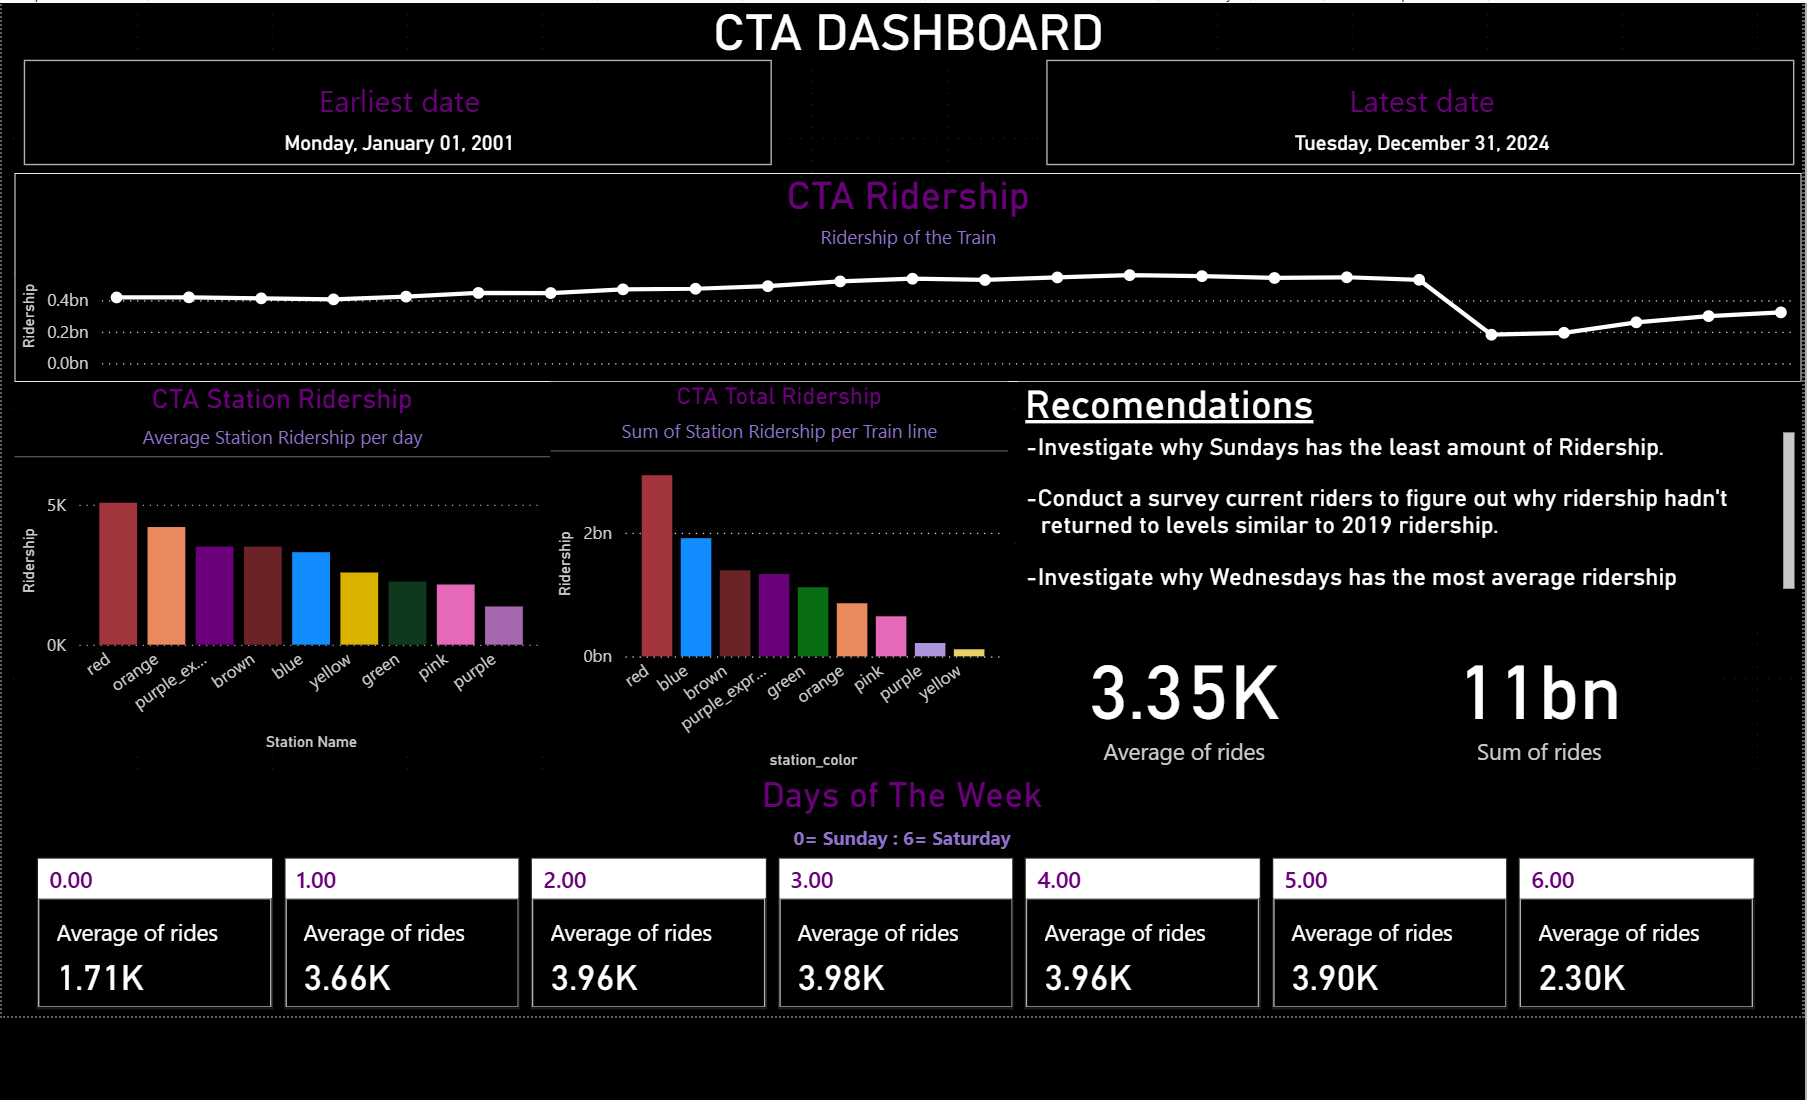 CTA DASHBOARD
Earliest date
Monday, January 01, 2001
Latest date
Tuesday, December 31, 2024
CTA Ridership
Ridership of the Train
Ridership
0.4bn
0.2bn
0.0bn
CTA Station Ridership
Average Station Ridership per day
Ridership
5K
0K
red
orange
purple_ex...
brown
blue
yellow
green
pink
purple
Station Name
CTA Total Ridership
Sum of Station Ridership per Train line
Ridership
2bn
0bn
red
blue
brown
purple_expr...
green
orange
pink
purple
yellow
station_color
Recomendations
-Investigate why Sundays has the least amount of Ridership.
-Conduct a survey current riders to figure out why ridership hadn't
returned to levels similar to 2019 ridership.
-Investigate why Wednesdays has the most average ridership
3.35K
Average of rides
11bn
Sum of rides
Days of The Week
0= Sunday : 6= Saturday
0.00
Average of rides
1.71K
1.00
Average of rides
3.66K
2.00
Average of rides
3.96K
3.00
Average of rides
3.98K
4.00
Average of rides
3.96K
5.00
Average of rides
3.90K
6.00
Average of rides
2.30K